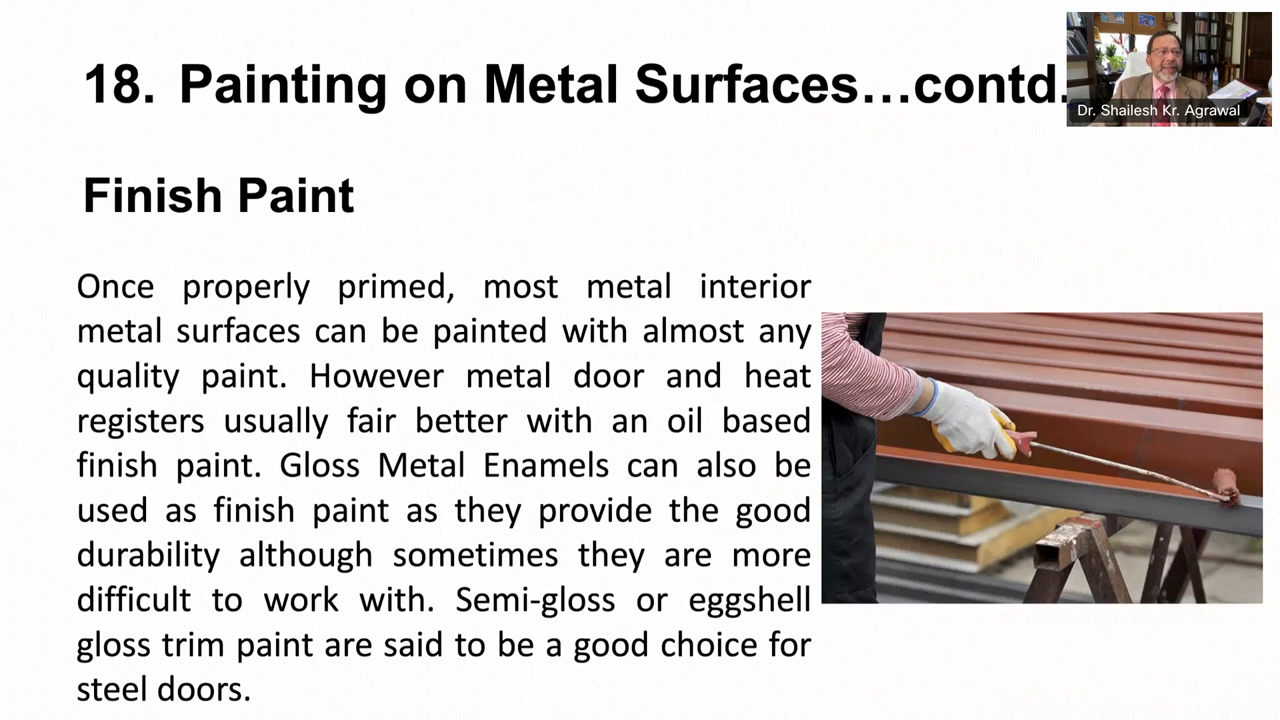 18. Painting on Metal Surfaces...contd.
Dr. Shailesh Kr. Agrawal
Finish Paint
Once properly primed, most metal interior
metal surfaces can be painted with almost any
quality paint. However metal door and heat
registers usually fair better with an oil based
finish paint. Gloss Metal Enamels can also be
used as finish paint as they provide the good
durability although sometimes they are more
difficult to work with. Semi-gloss or eggshell
gloss trim paint are said to be a good choice for
steel doors.